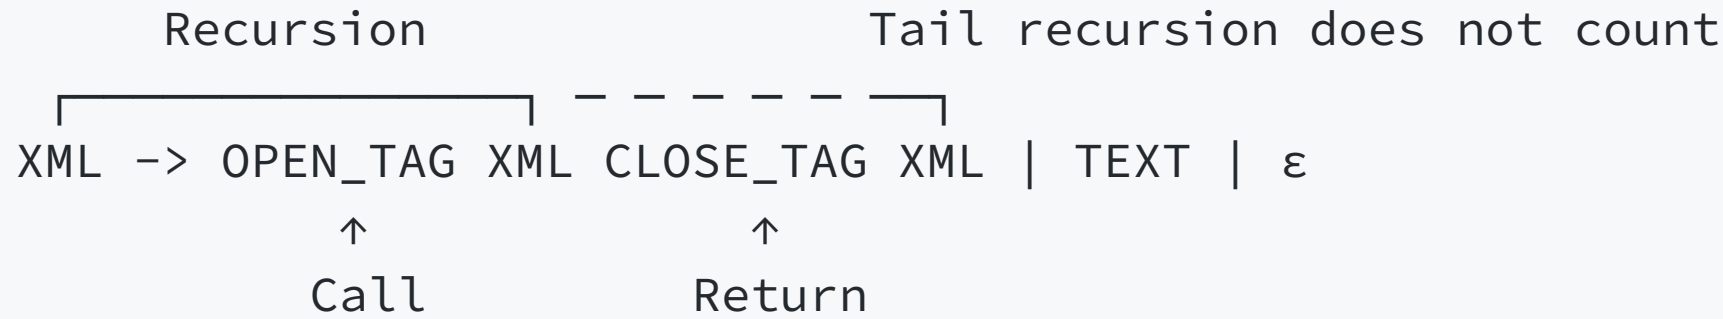 Recursion Tail recursion does not count
XML -> OPEN_TAG XML CLOSE_TAG XML | TEXT | ε
↑ ↑
Call Return